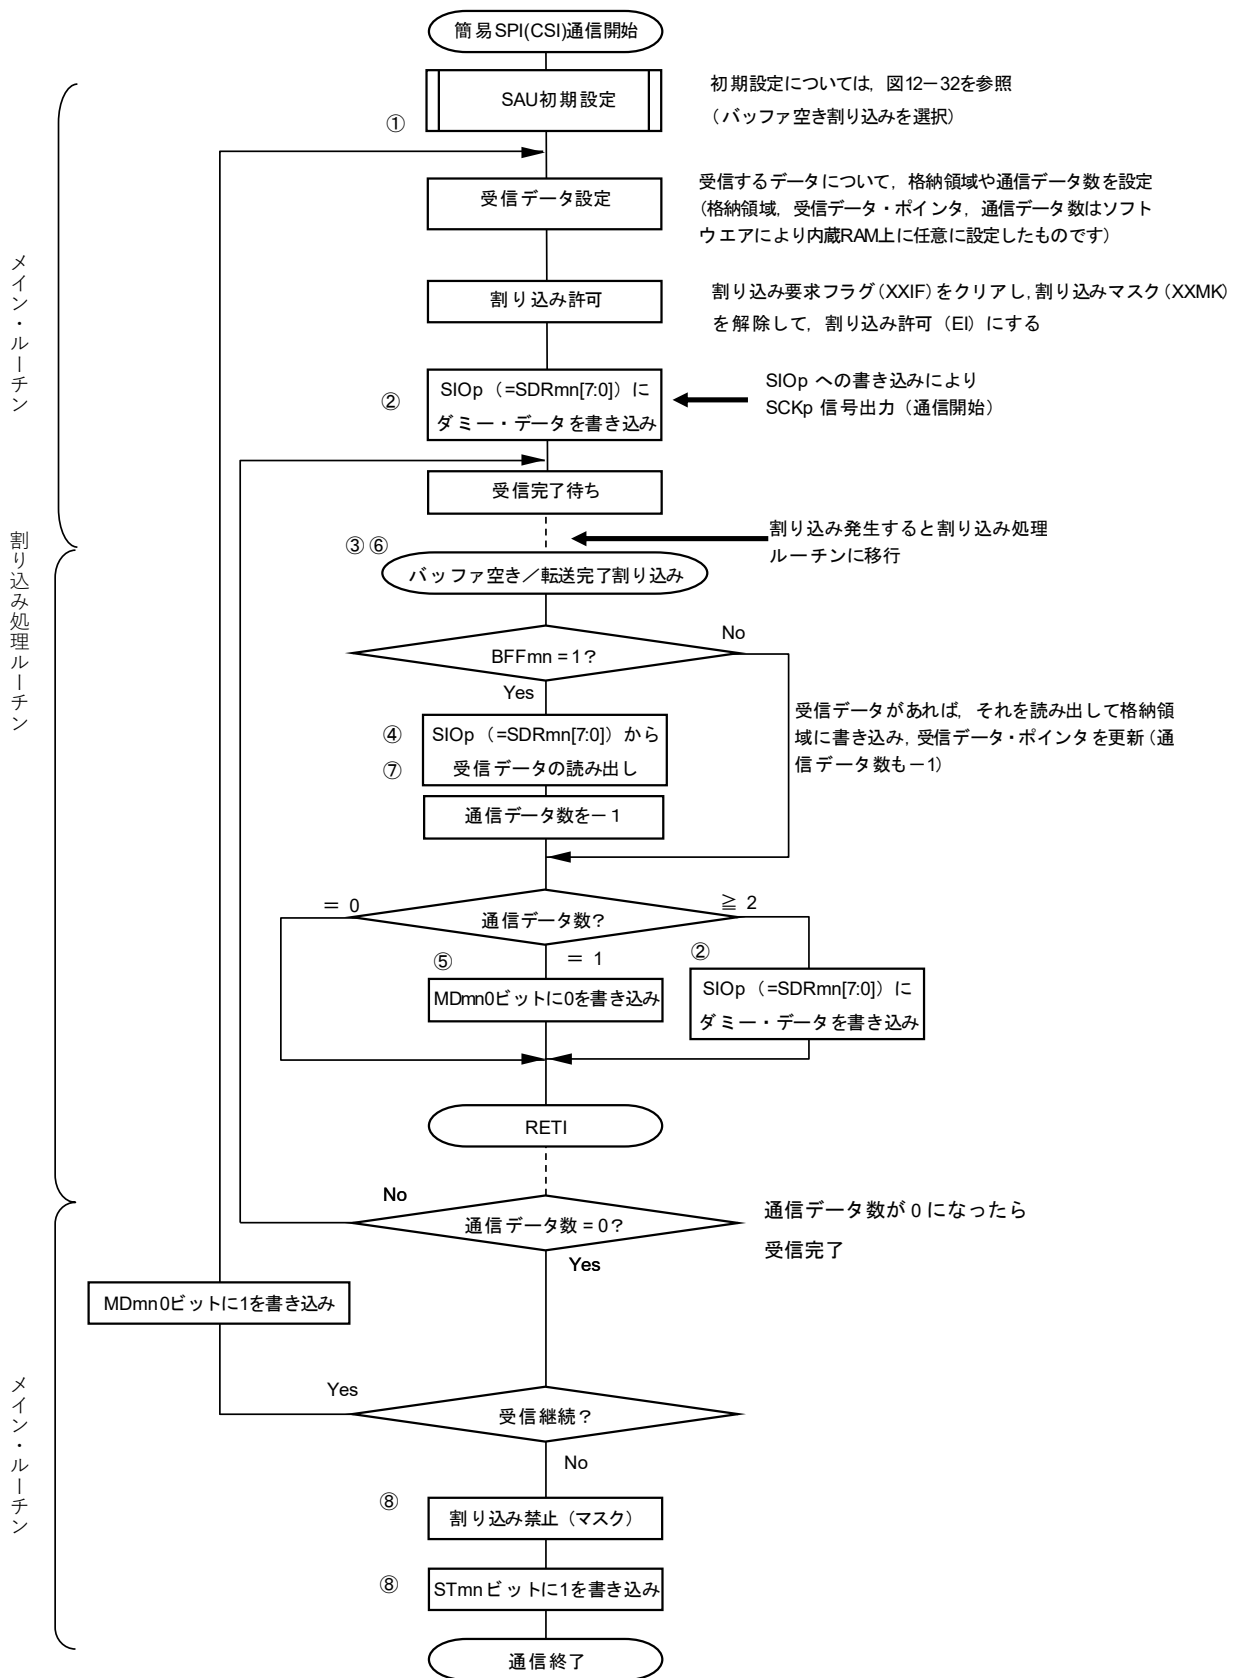 簡易SPI(CSI)通信開始
SAU初期設定
初期設定については，図12－32を参照
（バッファ空き割り込みを選択）
①
受信データ設定
受信するデータについて，格納領域や通信データ数を設定
(格納領域，受信データ・ポインタ，通信データ数はソフト
ウエアにより内蔵RAM上に任意に設定したものです)
メイン・ルーチン
割り込み許可
割り込み要求フラグ(XXIF)をクリアし,割り込みマスク(XXMK)
を解除して，割り込み許可（EI）にする
②
SIOp（=SDRmn[7:0]）に
ダミー・データを書き込み
SIOp への書き込みにより
SCKp 信号出力（通信開始）
受信完了待ち
割り込み発生すると割り込み処理
ルーチンに移行
③⑥
バッファ空き／転送完了割り込み
割り込み処理ルーチン
BFFmn = 1?
No
Yes
④
⑦
SIOp（=SDRmn[7:0]）から
受信データの読み出し
受信データがあれば，それを読み出して格納領
域に書き込み,受信データ・ポインタを更新(通
信データ数も－1)
通信データ数を－1
通信データ数?
＝ 0
≧ 2
＝ 1
⑤
MDmn0ビットに0を書き込み
②
SIOp（=SDRmn[7:0]）に
ダミー・データを書き込み
RETI
No
通信データ数 = 0?
Yes
通信データ数が 0 になったら
受信完了
MDmn0ビットに1を書き込み
メイン・ルーチン
Yes
受信継続?
No
⑧
割り込み禁止（マスク）
⑧
STmnビットに1を書き込み
通信終了